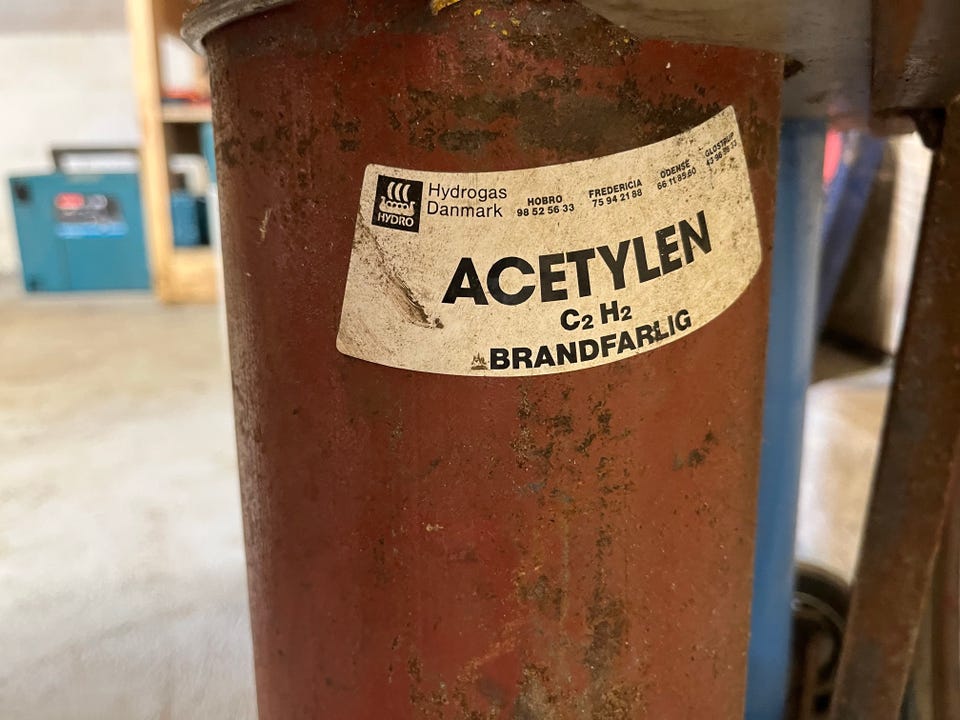 HYDRO
Hydrogas
Danmark
HOBRO
98 52 56 33
FREDERICIA
75 94 21 88
ODENSE
66 11 85 60
GLOSTRUP
ACETYLEN
C₂ H₂
BRANDFARLIG